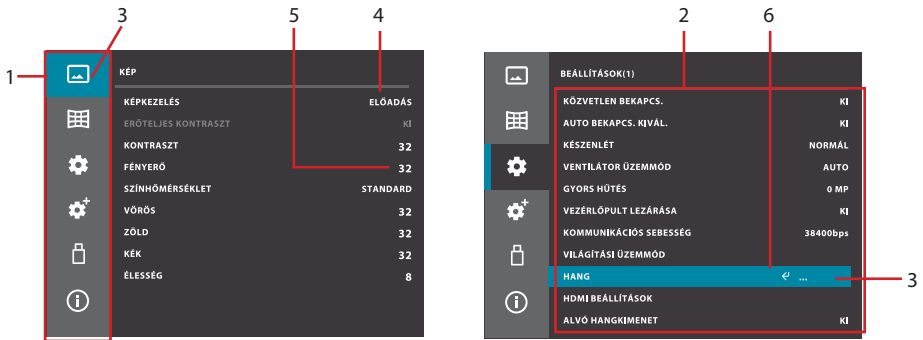 3
5
4
1
KÉP
KÉPKEZELÉS ELŐADÁS
ERŐTELJES KONTRASZT KI
KONTRASZT 32
FÉNYERŐ 32
SZÍNHŐMÉRSÉKLET STANDARD
VÖRÖS 32
ZÖLD 32
KÉK 32
ÉLESSÉG 8
2
6
BEÁLLÍTÁSOK(1)
KÖZVETLEN BEKAPCS. KI
AUTO BEKAPCS. KIVÁL. KI
KÉSZENLÉT NORMÁL
VENTILÁTOR ÜZEMMÓD AUTO
GYORS HŰTÉS 0 MP
VEZÉRLŐPULT LEZÁRÁSA KI
KOMMUNIKÁCIÓS SEBESSÉG 38400bps
VILÁGÍTÁSI ÜZEMMÓD
HANG ...
3
HDMI BEÁLLÍTÁSOK
ALVÓ HANGKIMENET KI